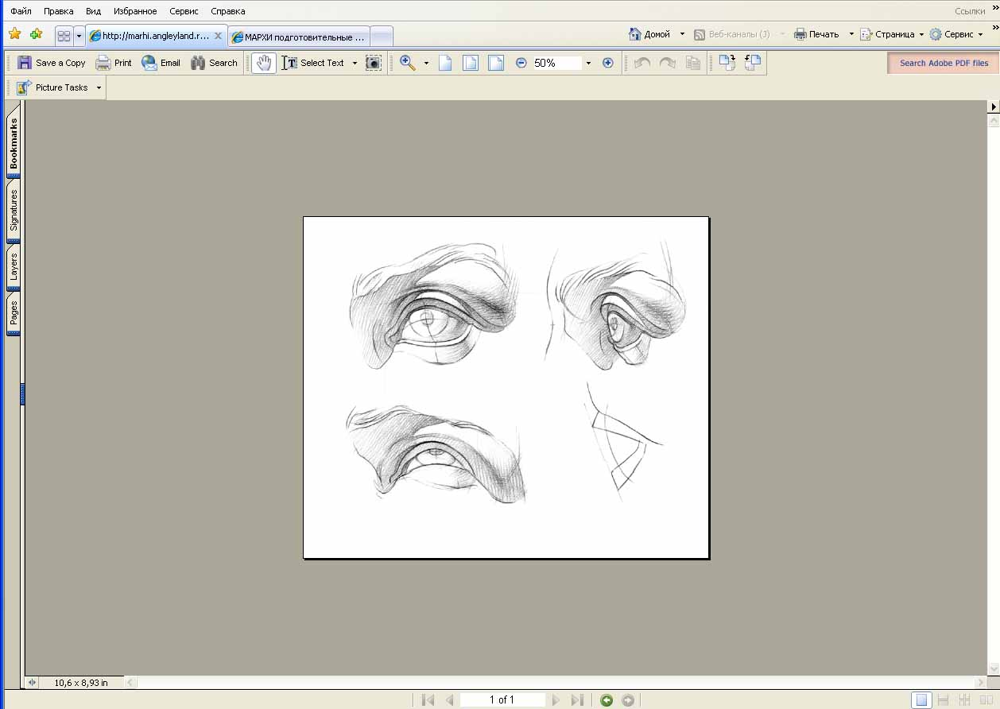 Файл Правка Вид Избранное Сервис Справка Ссылки
http://marhi.angleyland.r... МАРХИ подготовительные ... Домой Веб-каналы (J) Печать Страница Сервис
Save a Copy Print Email Search Select Text 50% Search Adobe PDF files
Picture Tasks
Bookmarks
Signatures
Layers
Pages
10,6 x 8,93 in
1 of 1